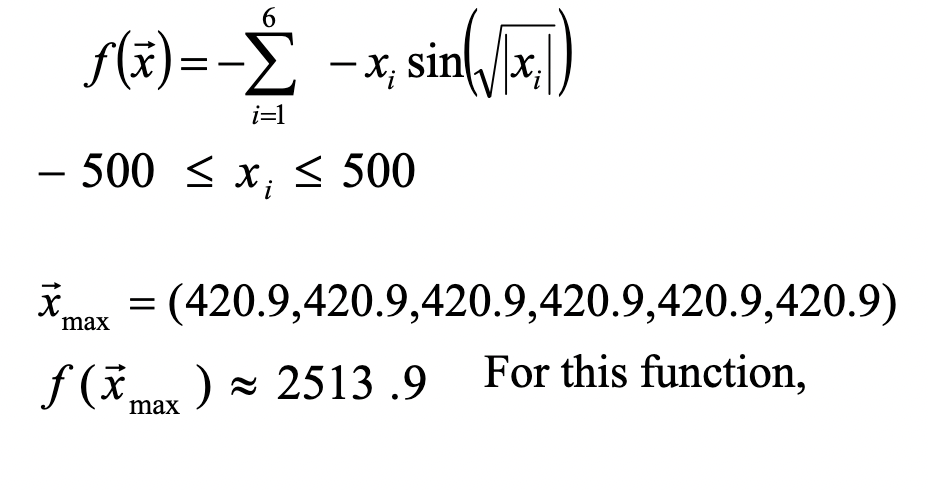 f(x⃗) = −∑_{i=1}^{6} −x_i sin(√|x_i|)
− 500 ≤ x_i ≤ 500
x⃗_max = (420.9,420.9,420.9,420.9,420.9,420.9)
f(x⃗_max) ≈ 2513 .9 For this function,